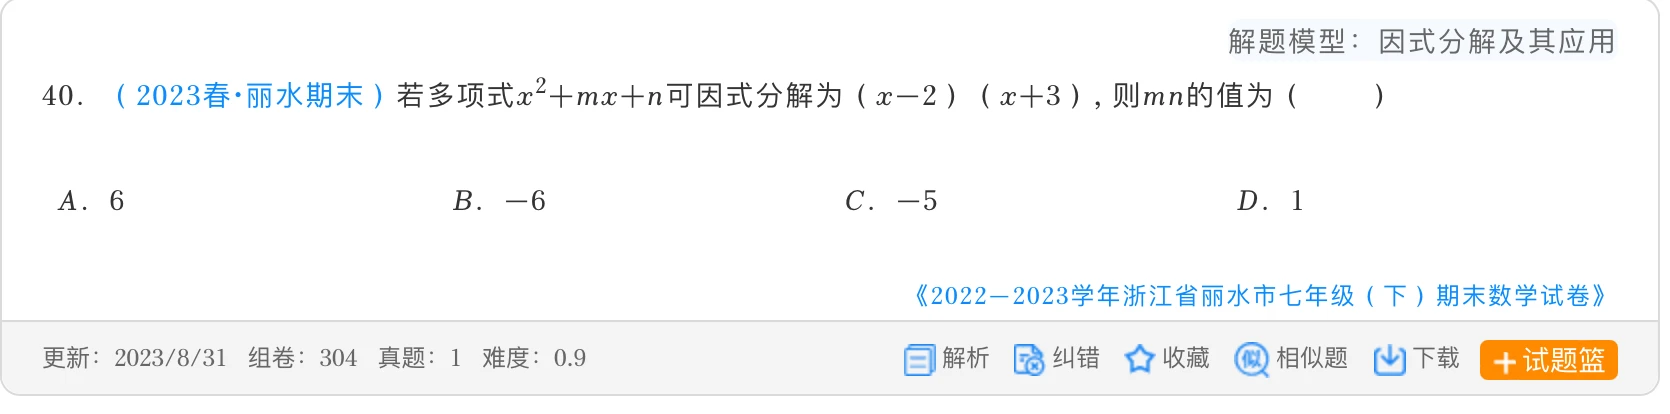 解题模型：因式分解及其应用
40.（2023春·丽水期末）若多项式x²+mx+n可因式分解为（x−2）（x+3），则mn的值为（　　）
A. 6　B. −6　C. −5　D. 1
《2022−2023学年浙江省丽水市七年级（下）期末数学试卷》
更新：2023/8/31 组卷：304 真题：1 难度：0.9 解析 纠错 收藏 似 相似题 下载 +试题篮